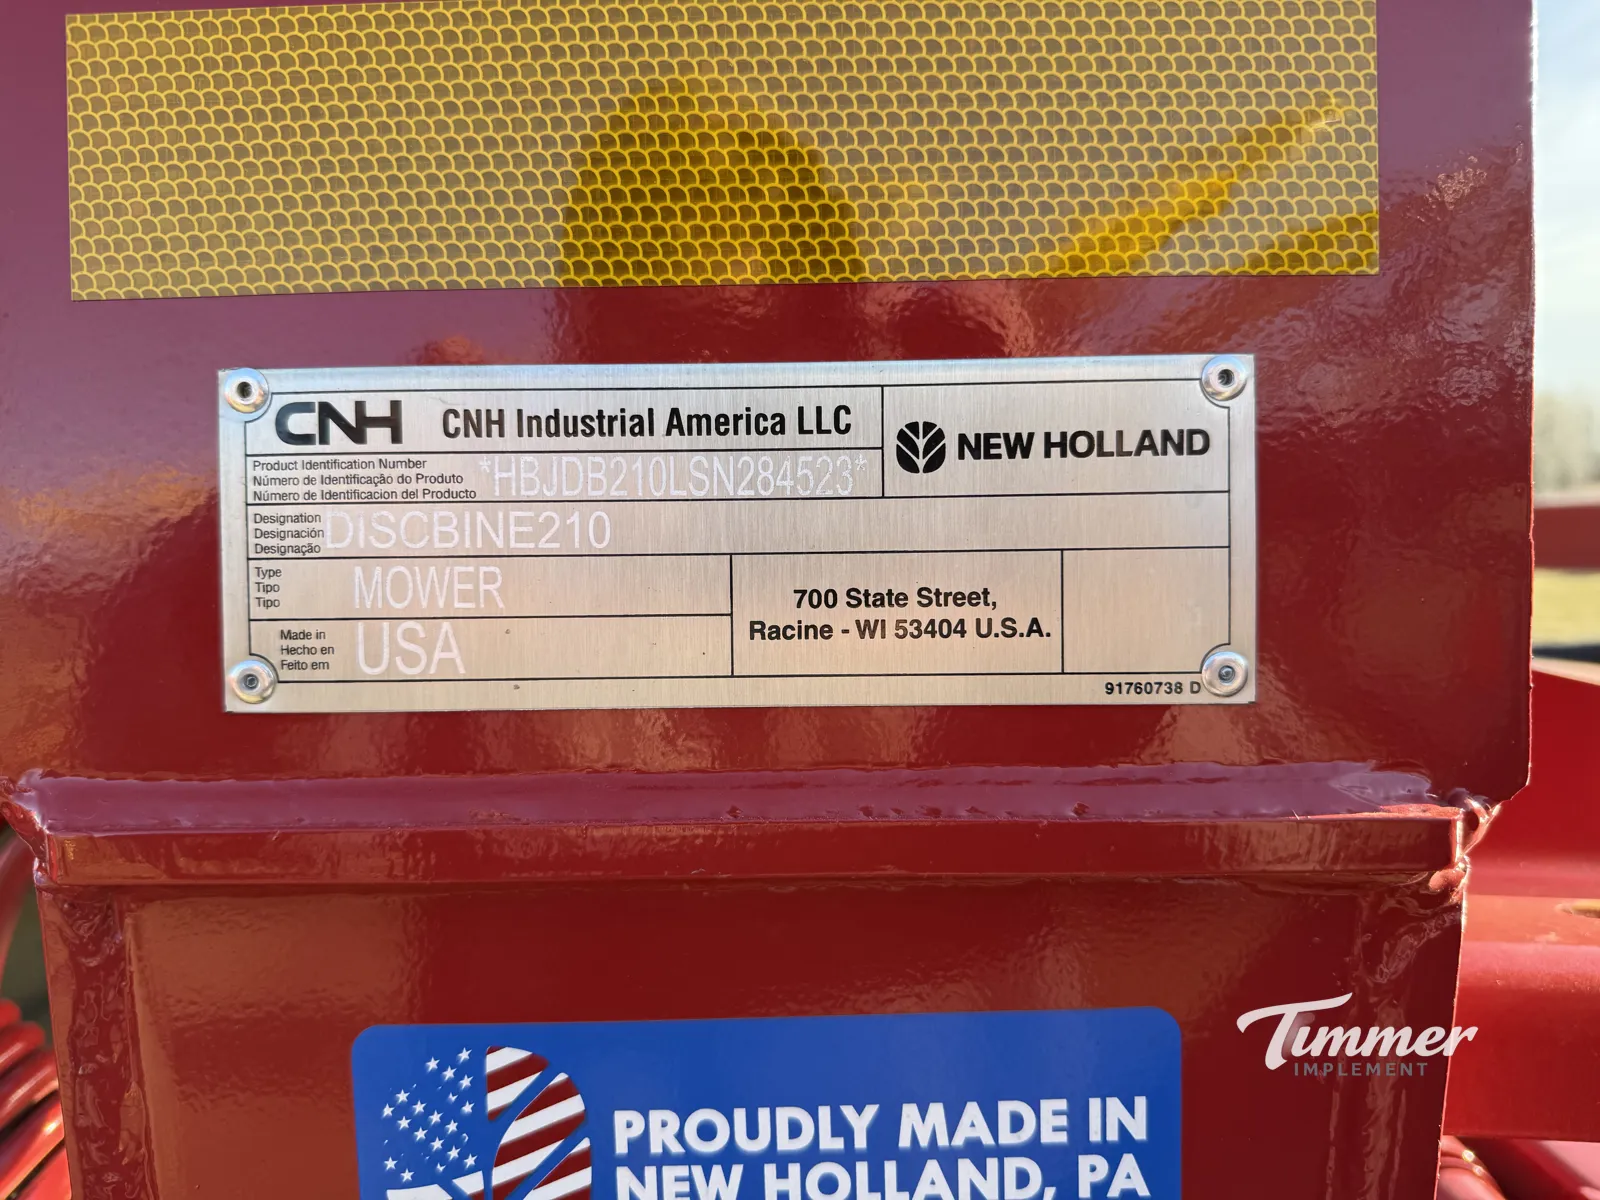 CNH CNH Industrial America LLC
NEW HOLLAND
Product Identification Number
Número de Identificação do Produto
Número de Identificacion del Producto
*HBJDB210LSN284523*
Designation
Designación
Designação
DISCBINE210
Type
Tipo
Tipo
MOWER
Made in
Hecho en
Feito em
USA
700 State Street,
Racine - WI 53404 U.S.A.
91760738 D
Timmer
IMPLEMENT
PROUDLY MADE IN
NEW HOLLAND, PA